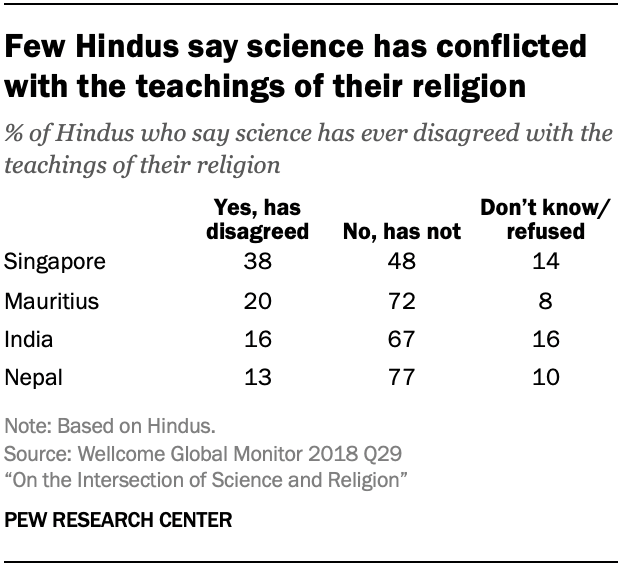 Few Hindus say science has conflicted
with the teachings of their religion
% of Hindus who say science has ever disagreed with the
teachings of their religion
Yes, has disagreed No, has not Don't know/ refused
Singapore 38 48 14
Mauritius 20 72 8
India 16 67 16
Nepal 13 77 10
Note: Based on Hindus.
Source: Wellcome Global Monitor 2018 Q29
“On the Intersection of Science and Religion”
PEW RESEARCH CENTER